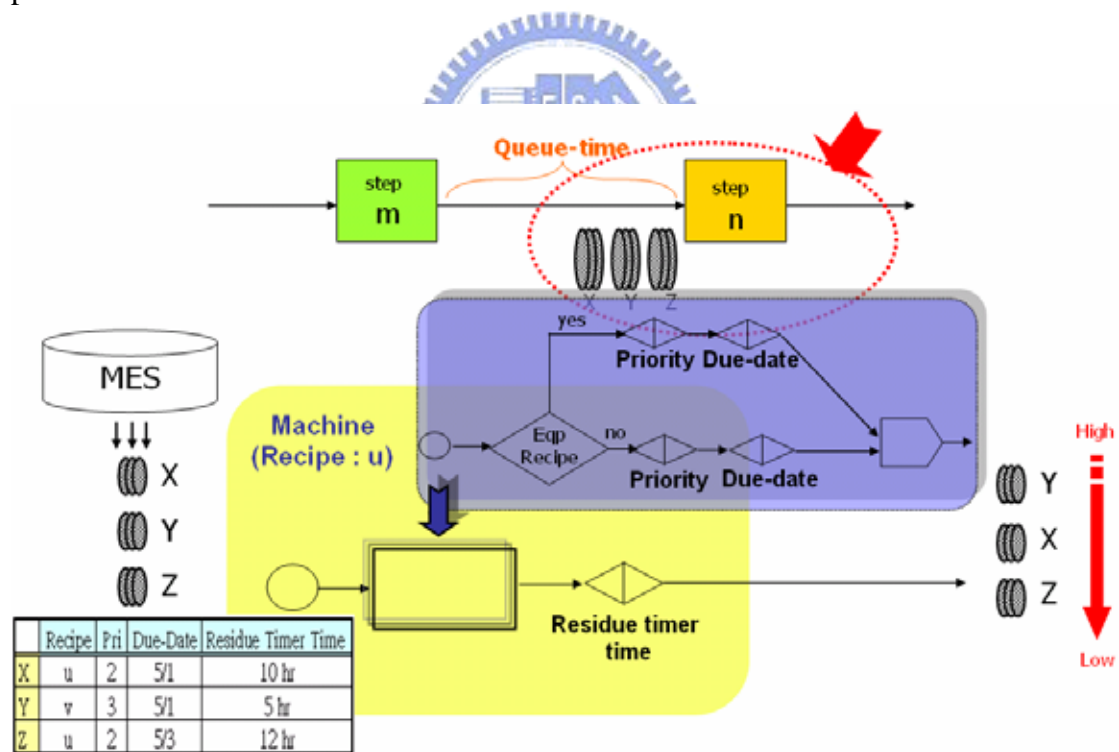 Queue-time
step
m
step
n
X Y Z
yes
Priority Due-date
MES
Machine
(Recipe : u)
Eqp
Recipe
no
Priority Due-date
High
X
Y
Z
Y
X
Z
Low
Residue timer
time
Recipe Pri Due-Date Residue Timer Time
X u 2 5/1 10 hr
Y v 3 5/1 5 hr
Z u 2 5/3 12 hr